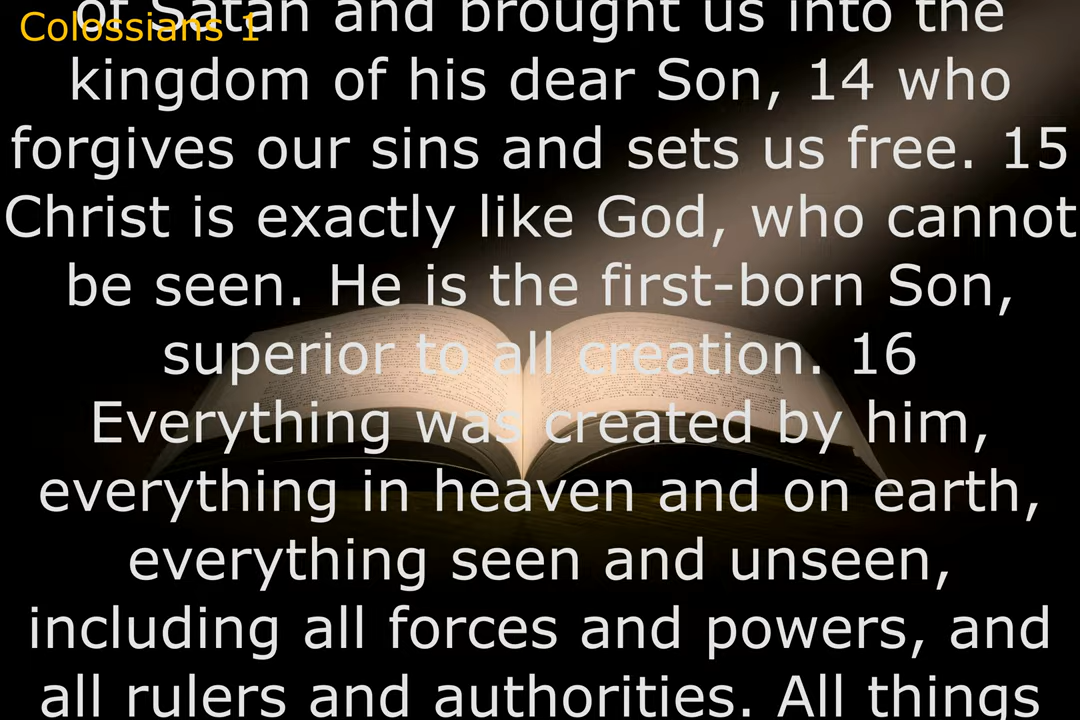 Colossians 1
of Satan and brought us into the
kingdom of his dear Son, 14 who
forgives our sins and sets us free. 15
Christ is exactly like God, who cannot
be seen. He is the first-born Son,
superior to all creation. 16
Everything was created by him,
everything in heaven and on earth,
everything seen and unseen,
including all forces and powers, and
all rulers and authorities. All things